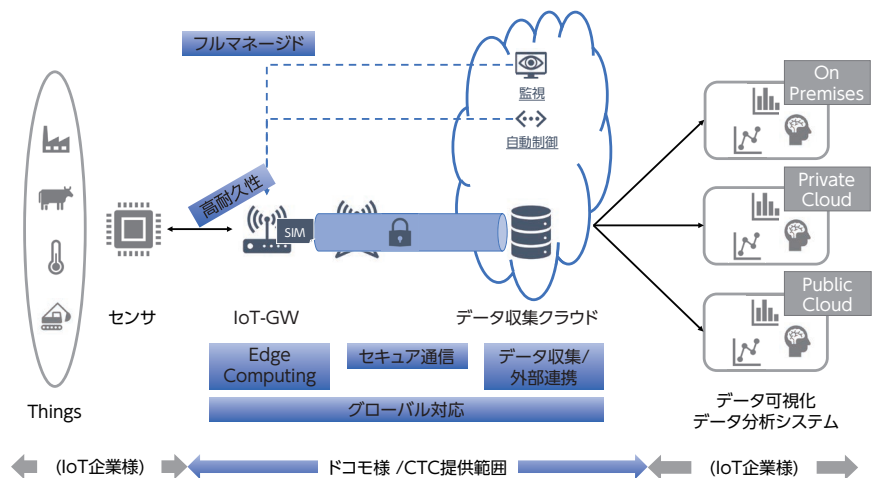 フルマネージド
監視
自動制御
On
Premises
高耐久性
SIM
Private
Cloud
Public
Cloud
センサ
IoT-GW
データ収集クラウド
Edge
Computing
セキュア通信
データ収集/
外部連携
グローバル対応
Things
データ可視化
データ分析システム
(IoT企業様)
ドコモ様 /CTC提供範囲
(IoT企業様)